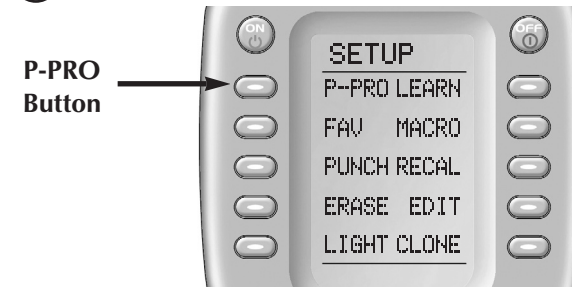 ON
OFF
SETUP
P-PRO
Button
P-PRO LEARN
FAV MACRO
PUNCH RECAL
ERASE EDIT
LIGHT CLONE